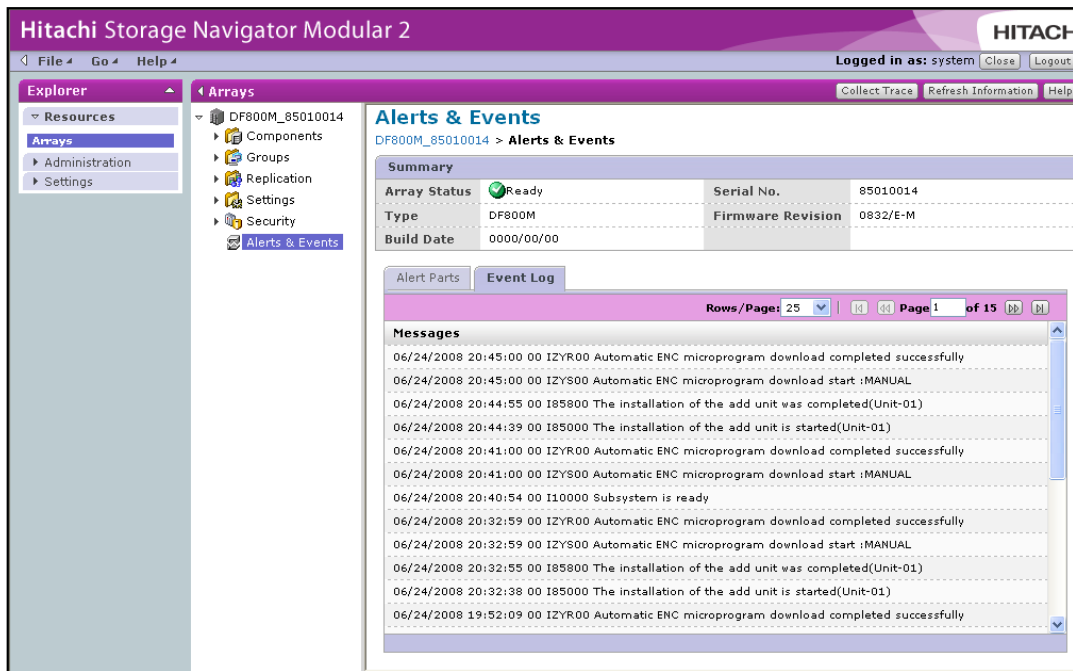 Hitachi Storage Navigator Modular 2
HITACH
File Go Help
Logged in as: system Close Logout
Explorer
Arrays
Collect Trace Refresh Information Help
Resources
Arrays
Administration
Settings
DF800M_85010014
Components
Groups
Replication
Settings
Security
Alerts & Events
Alerts & Events
DF800M_85010014 > Alerts & Events
Summary
Array Status Ready Serial No. 85010014
Type DF800M Firmware Revision 0832/E-M
Build Date 0000/00/00
Alert Parts Event Log
Rows/Page: 25 Page 1 of 15
Messages
06/24/2008 20:45:00 00 IZYR00 Automatic ENC microprogram download completed successfully
06/24/2008 20:45:00 00 IZYS00 Automatic ENC microprogram download start :MANUAL
06/24/2008 20:44:55 00 I85800 The installation of the add unit was completed(Unit-01)
06/24/2008 20:44:39 00 I85000 The installation of the add unit is started(Unit-01)
06/24/2008 20:41:00 00 IZYR00 Automatic ENC microprogram download completed successfully
06/24/2008 20:41:00 00 IZYS00 Automatic ENC microprogram download start :MANUAL
06/24/2008 20:40:54 00 I10000 Subsystem is ready
06/24/2008 20:32:59 00 IZYR00 Automatic ENC microprogram download completed successfully
06/24/2008 20:32:59 00 IZYS00 Automatic ENC microprogram download start :MANUAL
06/24/2008 20:32:55 00 I85800 The installation of the add unit was completed(Unit-01)
06/24/2008 20:32:38 00 I85000 The installation of the add unit is started(Unit-01)
06/24/2008 19:52:09 00 IZYR00 Automatic ENC microprogram download completed successfully